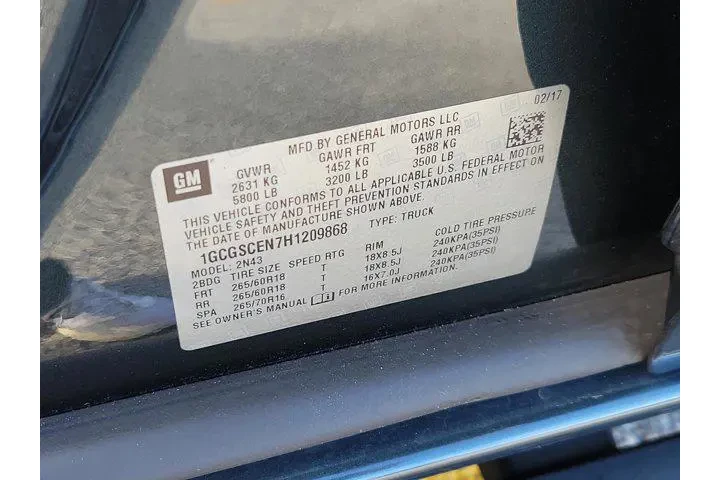 02/17
MFD BY GENERAL MOTORS LLC
GM GVWR GAWR FRT GAWR RR
2631 KG 1452 KG 1588 KG
5800 LB 3200 LB 3500 LB
THIS VEHICLE CONFORMS TO ALL APPLICABLE U.S. FEDERAL MOTOR
VEHICLE SAFETY AND THEFT PREVENTION STANDARDS IN EFFECT ON
THE DATE OF MANUFACTURE SHOWN ABOVE.
1GCGSCEN7H1209868 TYPE: TRUCK
MODEL: 2N43
2BDG TIRE SIZE SPEED RTG RIM COLD TIRE PRESSURE
FRT 265/60R18 T 18X8.5J 240KPA(35PSI)
RR 265/60R18 T 18X8.5J 240KPA(35PSI)
SPA 265/70R16 T 16X7.0J 240KPA(35PSI)
SEE OWNER'S MANUAL FOR MORE INFORMATION.